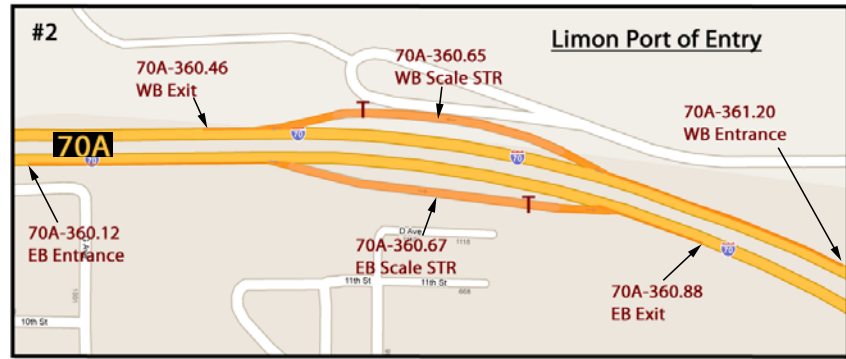 #2
Limon Port of Entry
70A-360.65
WB Scale STR
70A-360.46
WB Exit
70A-361.20
WB Entrance
70A
70
70
70
70
T
T
70A-360.12
EB Entrance
70A-360.67
EB Scale STR
D Ave
1118
11th St
11th St
70A-360.88
EB Exit
10th St